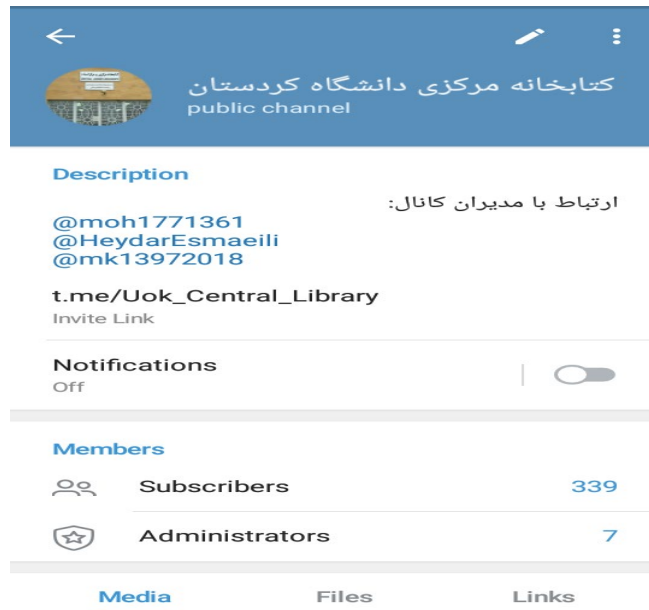 کتابخانه مرکزی دانشگاه کردستان
public channel
Description
ارتباط با مدیران کانال:
@moh1771361
@HeydarEsmaeili
@mk13972018
t.me/Uok_Central_Library
Invite Link
Notifications
Off
Members
Subscribers 339
Administrators 7
Media Files Links